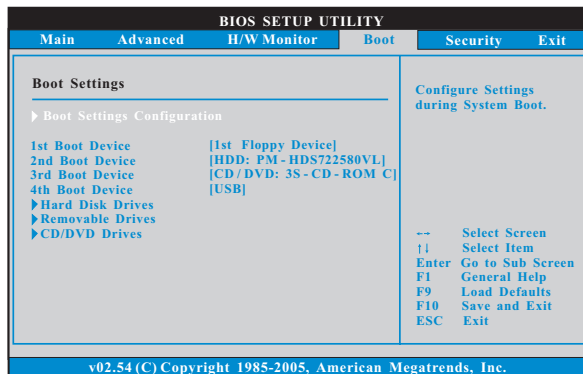 BIOS SETUP UTILITY
Main Advanced H/W Monitor Boot Security Exit
Boot Settings
Boot Settings Configuration
1st Boot Device [1st Floppy Device]
2nd Boot Device [HDD: PM-HDS722580VL]
3rd Boot Device [CD/DVD: 3S-CD-ROM C]
4th Boot Device [USB]
Hard Disk Drives
Removable Drives
CD/DVD Drives
Configure Settings
during System Boot.
←→ Select Screen
↑↓ Select Item
Enter Go to Sub Screen
F1 General Help
F9 Load Defaults
F10 Save and Exit
ESC Exit
v02.54 (C) Copyright 1985-2005, American Megatrends, Inc.